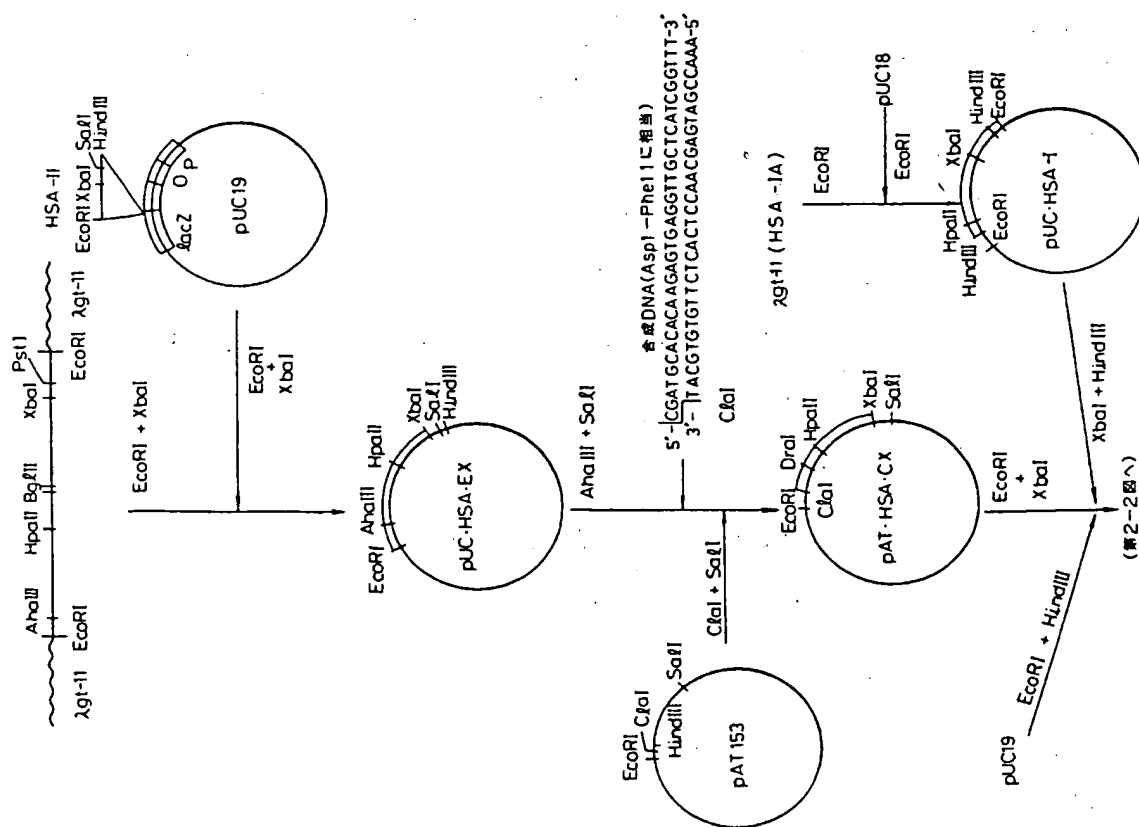 HSA-II
λgt-11
AhaIII
EcoRI
HpaII
BglII
XbaI
PstI
EcoRI
λgt-11
EcoRI
XbaI
SalI
HindIII
lacZ
O
P
pUC19
EcoRI + XbaI
EcoRI
+
XbaI
EcoRI
AhaIII
HpaII
XbaI
SalI
HindIII
pUC·HSA·EX
AhaIII + SalI
合成DNA(Asp1-Phe11に相当)
5'-CGATGCACACAAGAGTGAGGTTGCTCATCGGTTT-3'
3'-TACGTGTGTTCTCACTCCAACGAGTAGCCAAA-5'
ClaI
ClaI + SalI
EcoRI
ClaI
HindIII
SalI
pAT153
EcoRI
ClaI
DraI
HpaII
XbaI
SalI
pAT·HSA·CX
λgt-11 (HSA-IA)
EcoRI
pUC18
EcoRI
HindIII
EcoRI
HpaII
XbaI
HindIII
EcoRI
pUC·HSA-I
EcoRI
+
XbaI
XbaI + HindIII
pUC19
EcoRI + HindIII
(第2-2図へ)